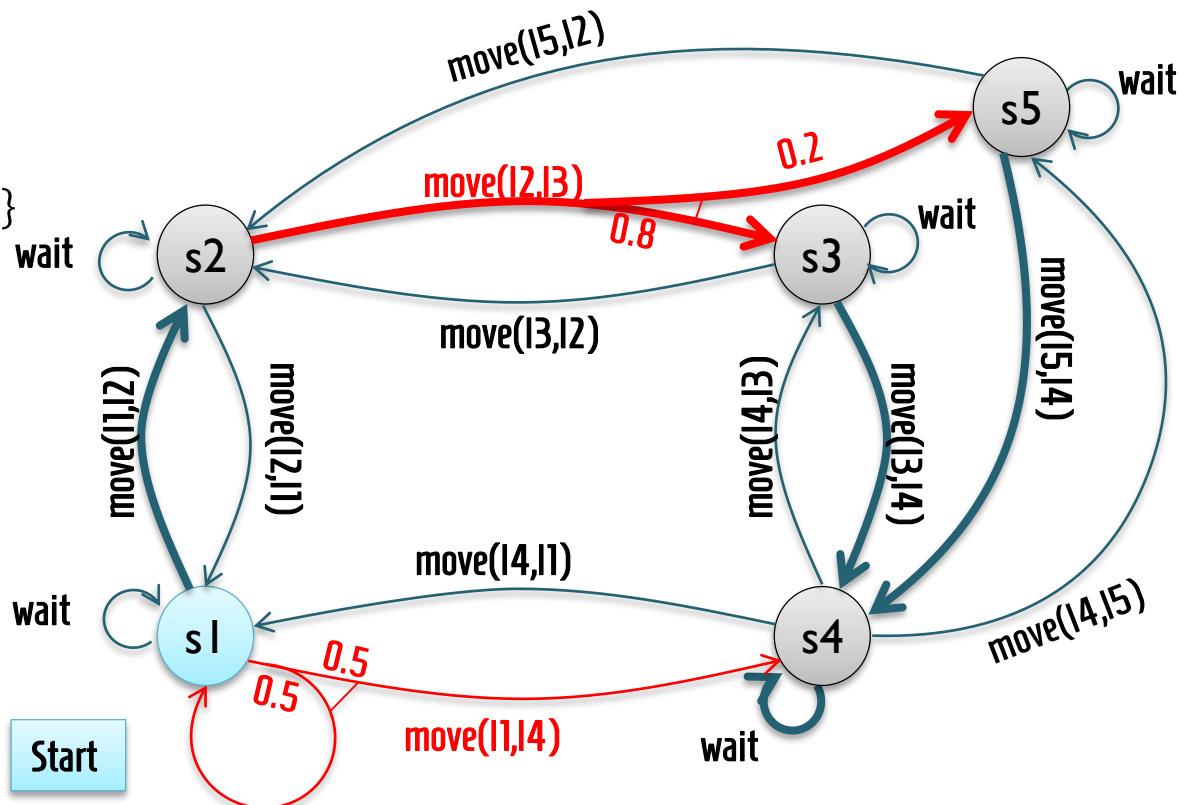 move(l5,l2)
wait
s5
0.2
move(l2,l3)
}
0.8
wait
wait
s2
s3
move(l3,l2)
move(l5,l4)
move(l1,l2)
move(l2,l1)
move(l4,l3)
move(l3,l4)
move(l4,l1)
wait
s1
s4
move(l4,l5)
0.5
0.5
move(l1,l4)
wait
Start